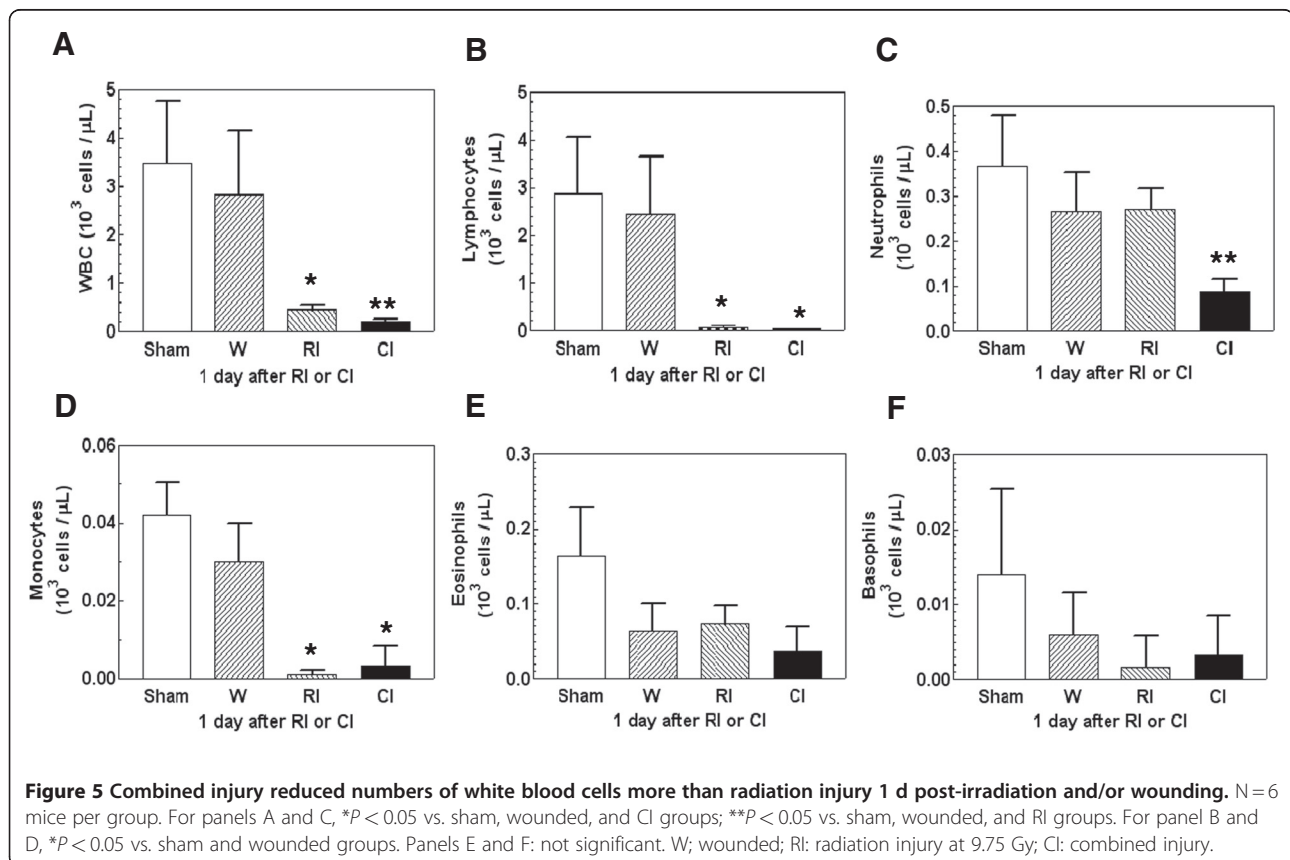 A
B
C
WBC (10³ cells / μL)
5
4
3
2
1
0
*
**
Sham W RI CI
1 day after RI or CI
Lymphocytes
(10³ cells / μL)
5
4
3
2
1
0
*
*
Sham W RI CI
1 day after RI or CI
Neutrophils
(10³ cells / μL)
0.5
0.4
0.3
0.2
0.1
0.0
**
Sham W RI CI
1 day after RI or CI
D
E
F
Monocytes
(10³ cells / μL)
0.06
0.04
0.02
0.00
*
*
Sham W RI CI
1 day after RI or CI
Eosinophils
(10³ cells / μL)
0.3
0.2
0.1
0.0
Sham W RI CI
1 day after RI or CI
Basophils
(10³ cells / μL)
0.03
0.02
0.01
0.00
Sham W RI CI
1 day after RI or CI
Figure 5 Combined injury reduced numbers of white blood cells more than radiation injury 1 d post-irradiation and/or wounding. N = 6
mice per group. For panels A and C, *P < 0.05 vs. sham, wounded, and CI groups; **P < 0.05 vs. sham, wounded, and RI groups. For panel B and
D, *P < 0.05 vs. sham and wounded groups. Panels E and F: not significant. W; wounded; RI: radiation injury at 9.75 Gy; CI: combined injury.